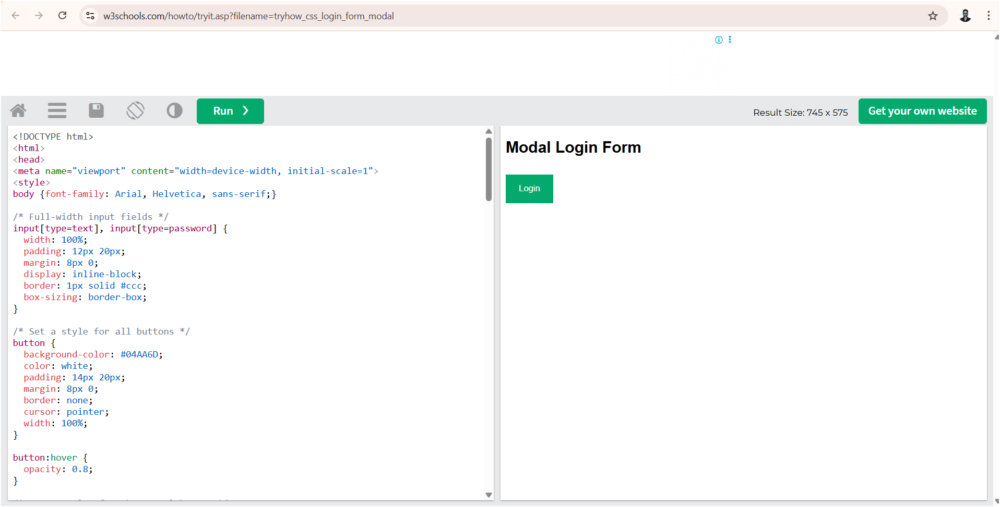 w3schools.com/howto/tryit.asp?filename=tryhow_css_login_form_modal
Run ❯
Result Size: 745 x 575
Get your own website
<!DOCTYPE html>
<html>
<head>
<meta name="viewport" content="width=device-width, initial-scale=1">
<style>
body {font-family: Arial, Helvetica, sans-serif;}

/* Full-width input fields */
input[type=text], input[type=password] {
  width: 100%;
  padding: 12px 20px;
  margin: 8px 0;
  display: inline-block;
  border: 1px solid #ccc;
  box-sizing: border-box;
}

/* Set a style for all buttons */
button {
  background-color: #04AA6D;
  color: white;
  padding: 14px 20px;
  margin: 8px 0;
  border: none;
  cursor: pointer;
  width: 100%;
}

button:hover {
  opacity: 0.8;
}
Modal Login Form
Login